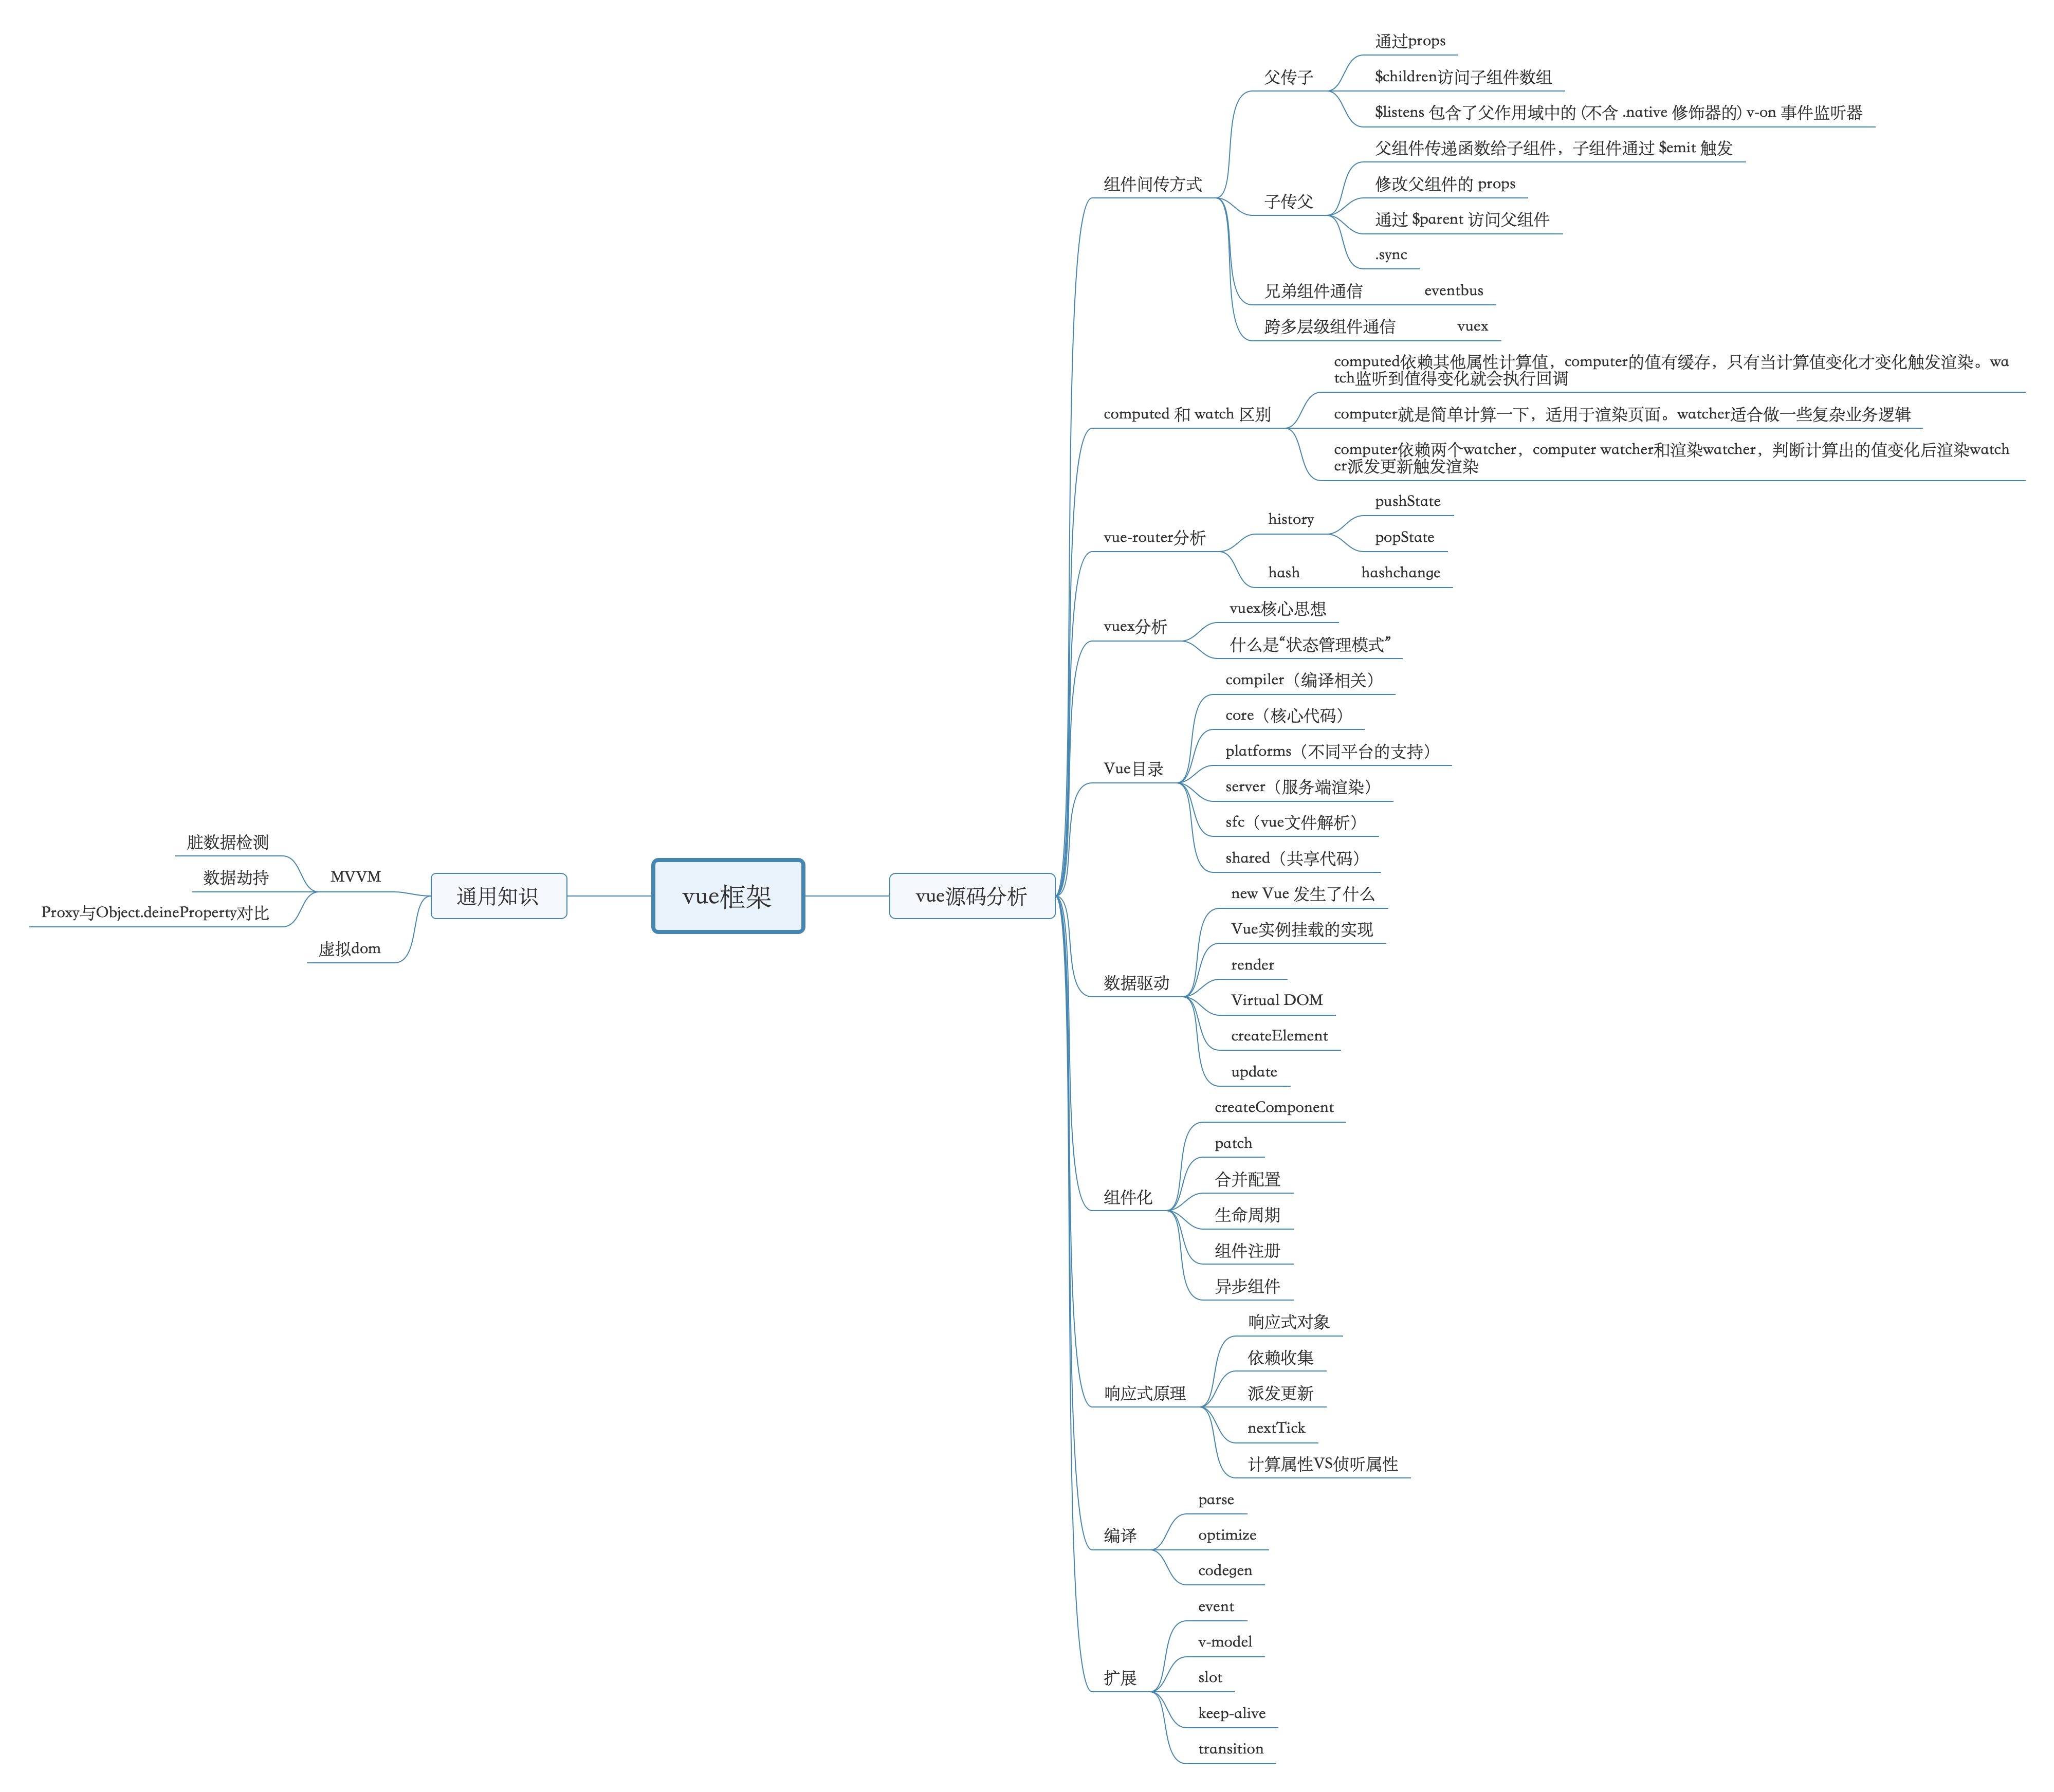 vue框架
通用知识
MVVM
脏数据检测
数据劫持
Proxy与Object.deineProperty对比
虚拟dom
vue源码分析
组件间传方式
父传子
通过props
$children访问子组件数组
$listens 包含了父作用域中的 (不含 .native 修饰器的) v-on 事件监听器
子传父
父组件传递函数给子组件，子组件通过 $emit 触发
修改父组件的 props
通过 $parent 访问父组件
.sync
兄弟组件通信
eventbus
跨多层级组件通信
vuex
computed 和 watch 区别
computed依赖其他属性计算值，computer的值有缓存，只有当计算值变化才变化触发渲染。wa
tch监听到值得变化就会执行回调
computer就是简单计算一下，适用于渲染页面。watcher适合做一些复杂业务逻辑
computer依赖两个watcher，computer watcher和渲染watcher，判断计算出的值变化后渲染watch
er派发更新触发渲染
vue-router分析
history
pushState
popState
hash
hashchange
vuex分析
vuex核心思想
什么是“状态管理模式”
Vue目录
compiler（编译相关）
core（核心代码）
platforms（不同平台的支持）
server（服务端渲染）
sfc（vue文件解析）
shared（共享代码）
数据驱动
new Vue 发生了什么
Vue实例挂载的实现
render
Virtual DOM
createElement
update
组件化
createComponent
patch
合并配置
生命周期
组件注册
异步组件
响应式原理
响应式对象
依赖收集
派发更新
nextTick
计算属性VS侦听属性
编译
parse
optimize
codegen
扩展
event
v-model
slot
keep-alive
transition